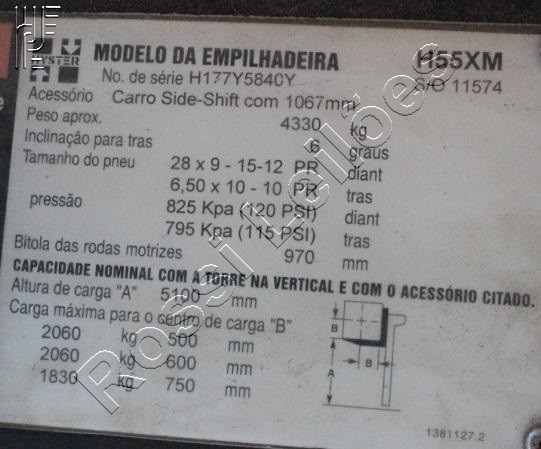 HYSTER MODELO DA EMPILHADEIRA H55XM
No. de série H177Y5840Y S/O 11574
Acessório Carro Side-Shift com 1067mm
Peso aprox. 4330 kg
Inclinação para tras 6 graus
Tamanho do pneu 28 x 9 - 15-12 PR diant
6,50 x 10 - 10 PR tras
pressão 825 Kpa (120 PSI) diant
795 Kpa (115 PSI) tras
Bitola das rodas motrizes 970 mm
CAPACIDADE NOMINAL COM A TORRE NA VERTICAL E COM O ACESSÓRIO CITADO.
Altura de carga "A" 5100 mm
Carga máxima para o centro de carga "B"
2060 kg 500 mm
2060 kg 600 mm
1830 kg 750 mm
B
B
A
1381127.2
Rossi Leilões